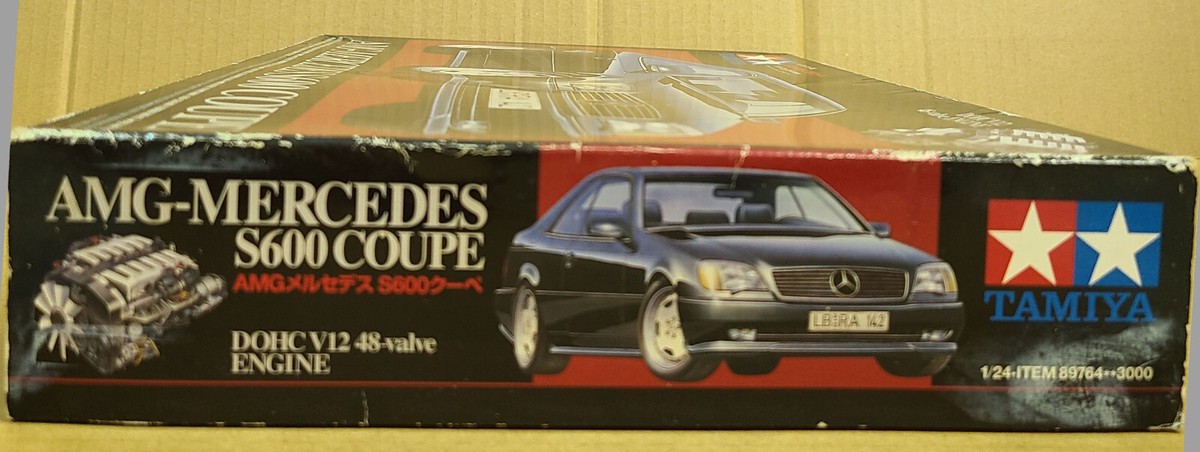 AMG-MERCEDES
S600 COUPE
AMGメルセデス S600クーペ
DOHC V12 48-valve
ENGINE
LB:RA 142
TAMIYA
1/24•ITEM 89764••3000